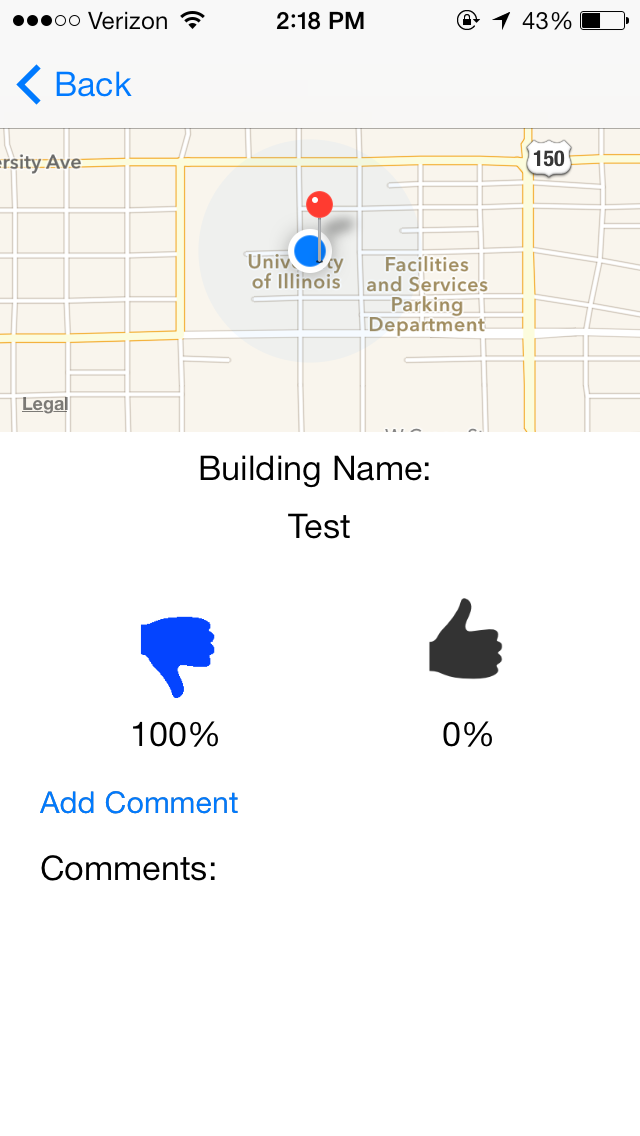 Verizon 2:18 PM 43%
Back
150
ersity Ave
University
of Illinois
Facilities
and Services
Parking
Department
Legal
Building Name:
Test
100% 0%
Add Comment
Comments: